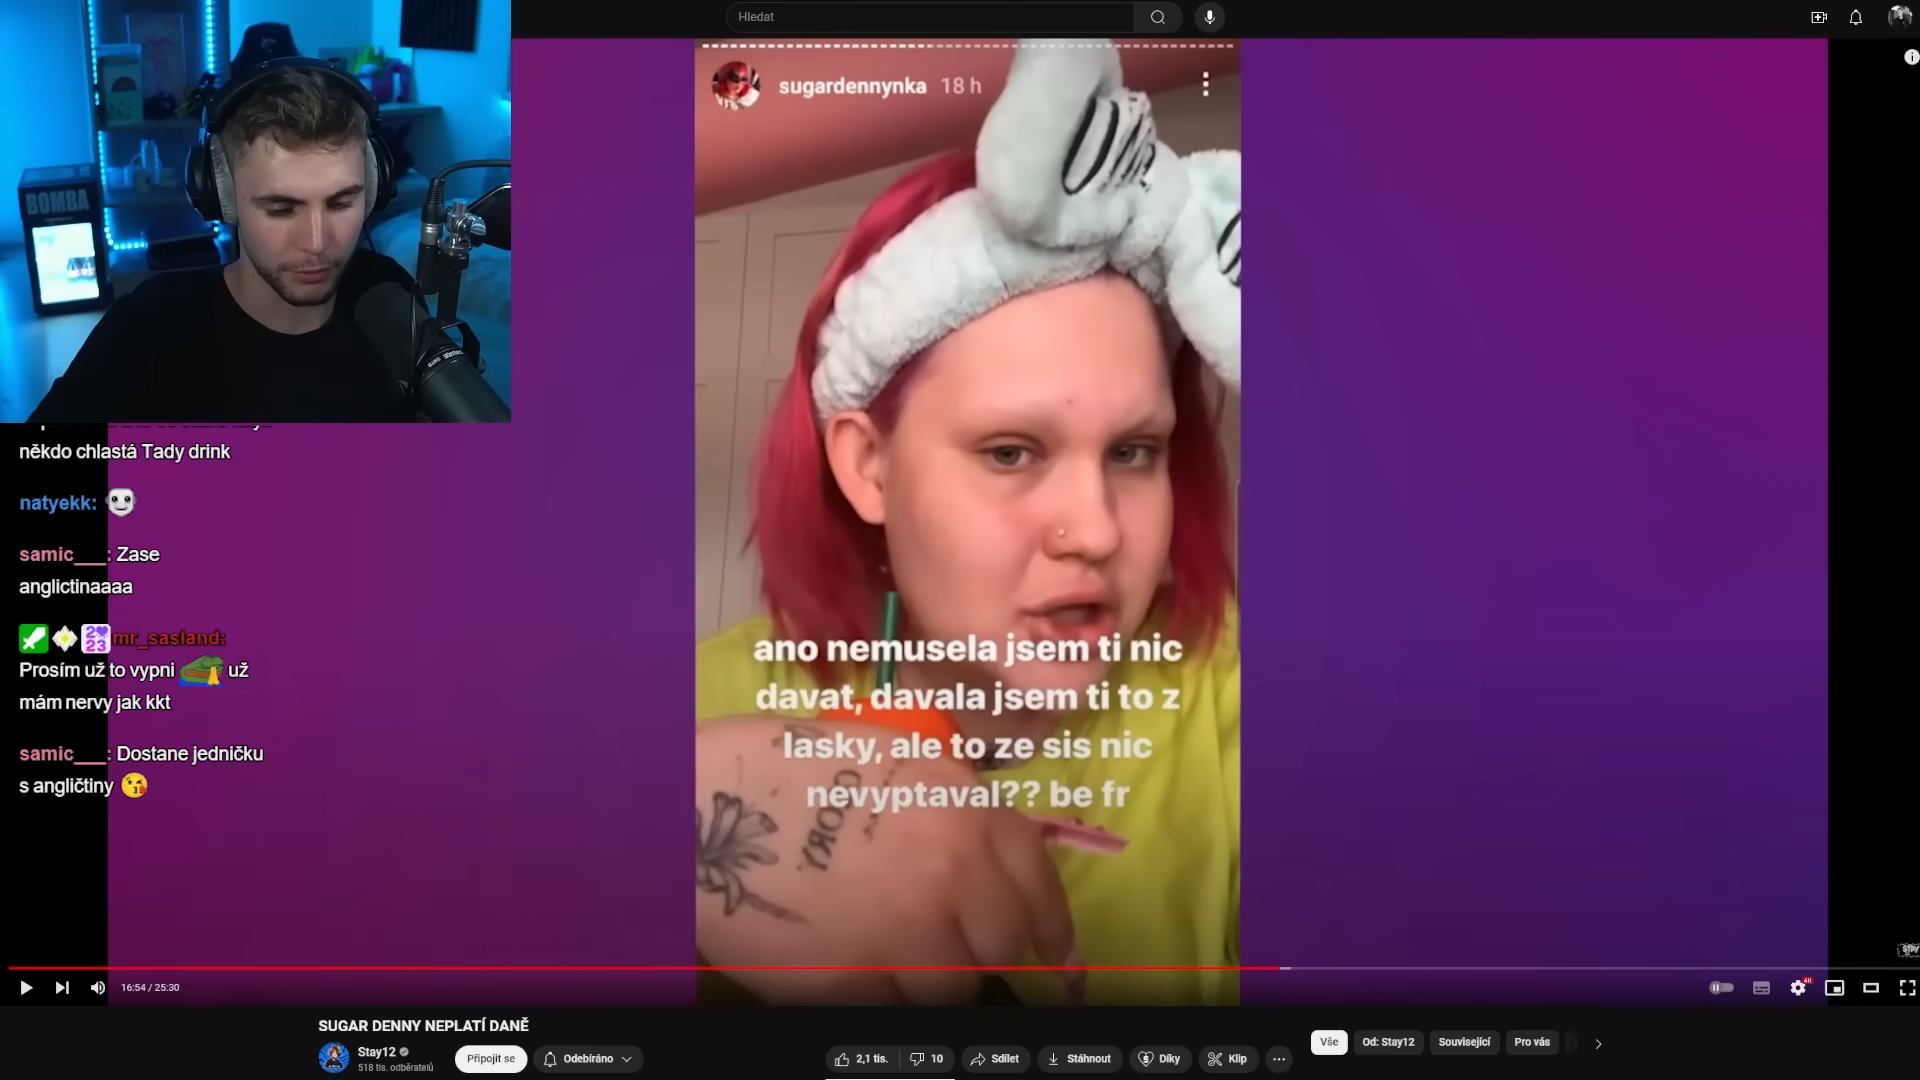 Hledat
sugardennynka 18 h
BOMBA
někdo chlastá Tady drink
natyekk:
samic___: Zase
anglictinaaaa
2023
mr_sasland:
Prosím už to vypni už
mám nervy jak kkt
samic___: Dostane jedničku
s angličtiny
ano nemusela jsem ti nic
davat, davala jsem ti to z
lasky, ale to ze sis nic
nevyptaval?? be fr
16:54 / 25:30
SUGAR DENNY NEPLATÍ DANĚ
Stay12
518 tis. odběratelů
Připojit se
Odebíráno
2,1 tis.
10
Sdílet
Stáhnout
Díky
Klip
Vše
Od: Stay12
Související
Pro vás